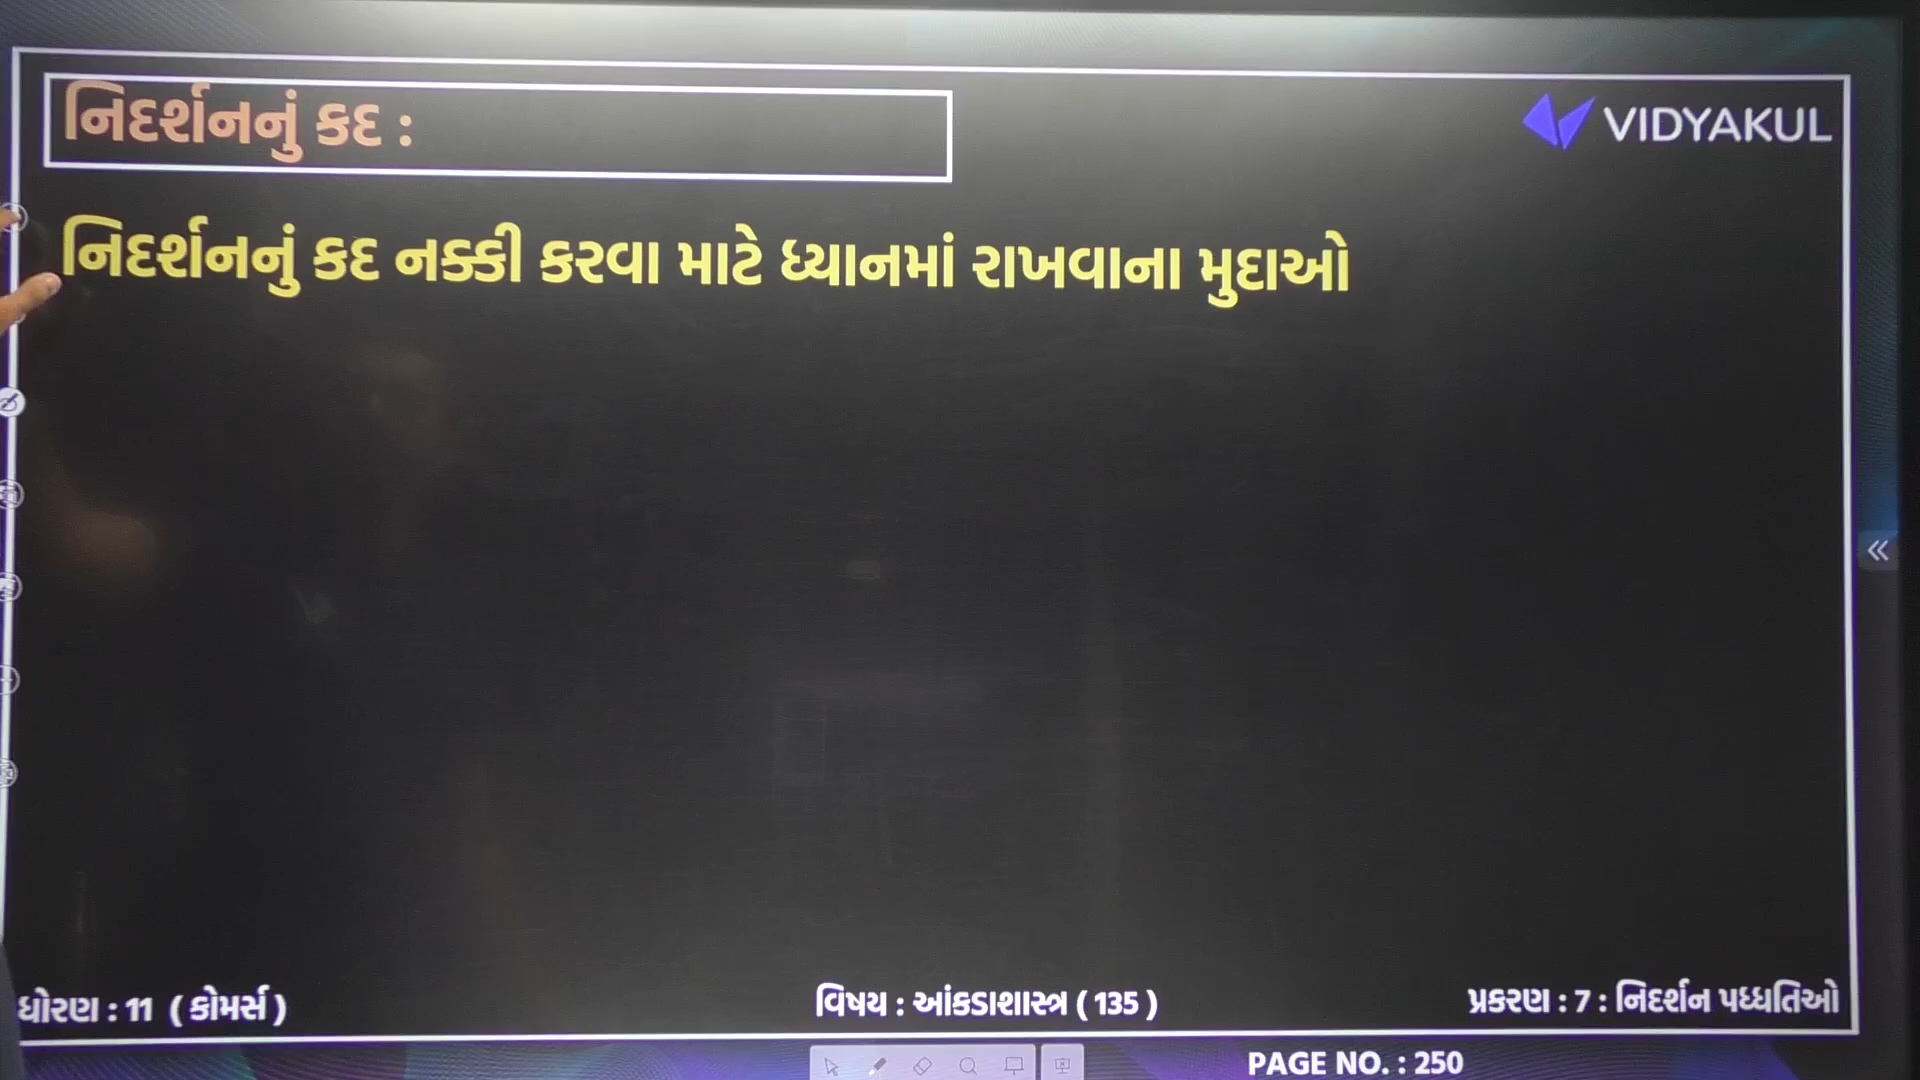 નિદર્શનનું કદ :
VIDYAKUL
નિદર્શનનું કદ નક્કી કરવા માટે ધ્યાનમાં રાખવાના મુદાઓ
ધોરણ : 11 ( કોમર્સ )
વિષય : આંકડાશાસ્ત્ર ( 135 )
પ્રકરણ : 7 : નિદર્શન પધ્ધતિઓ
PAGE NO. : 250